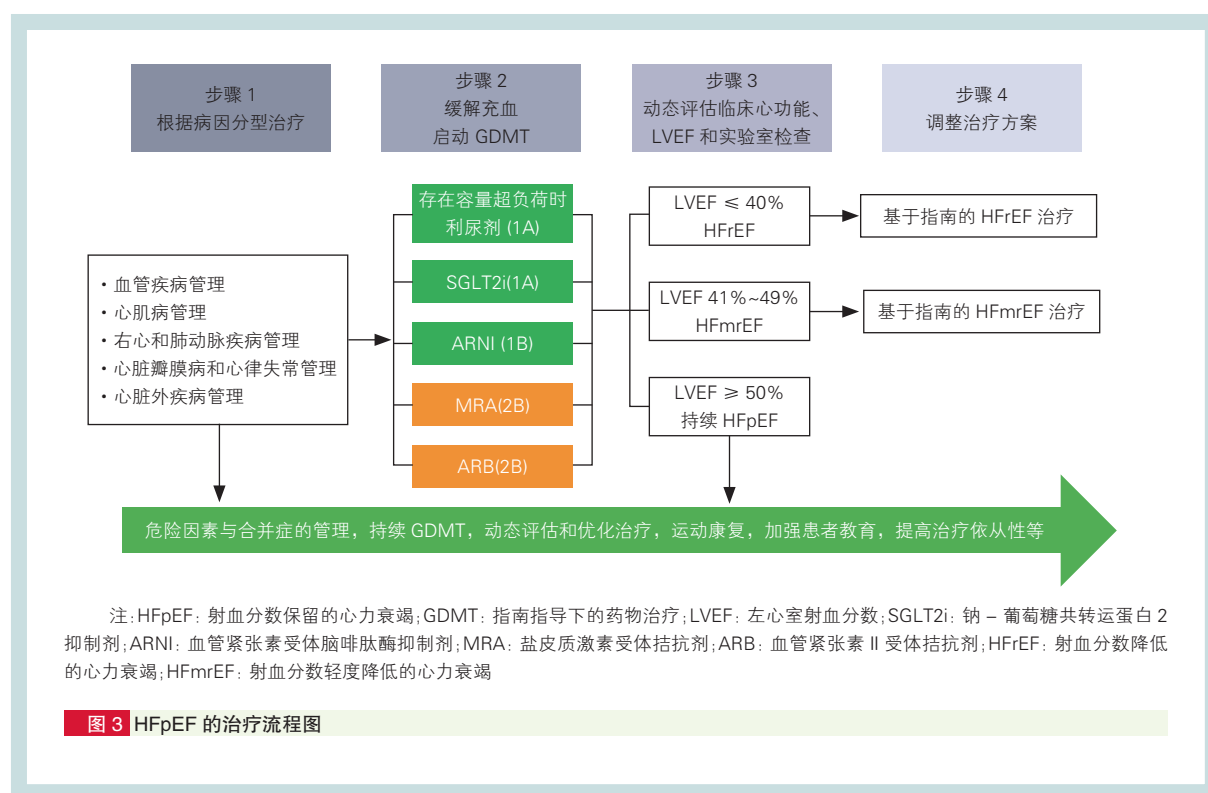 步骤 1
根据病因分型治疗
步骤 2
缓解充血
启动 GDMT
步骤 3
动态评估临床心功能、
LVEF 和实验室检查
步骤 4
调整治疗方案
·血管疾病管理
·心肌病管理
·右心和肺动脉疾病管理
·心脏瓣膜病和心律失常管理
·心脏外疾病管理
存在容量超负荷时
利尿剂 (1A)
SGLT2i(1A)
ARNI (1B)
MRA(2B)
ARB(2B)
LVEF ≤ 40%
HFrEF
LVEF 41%~49%
HFmrEF
LVEF ≥ 50%
持续 HFpEF
基于指南的 HFrEF 治疗
基于指南的 HFmrEF 治疗
危险因素与合并症的管理，持续 GDMT，动态评估和优化治疗，运动康复，加强患者教育，提高治疗依从性等
注:HFpEF: 射血分数保留的心力衰竭;GDMT: 指南指导下的药物治疗;LVEF: 左心室射血分数;SGLT2i: 钠 – 葡萄糖共转运蛋白 2
抑制剂;ARNI: 血管紧张素受体脑啡肽酶抑制剂;MRA: 盐皮质激素受体拮抗剂;ARB: 血管紧张素 II 受体拮抗剂;HFrEF: 射血分数降低
的心力衰竭;HFmrEF: 射血分数轻度降低的心力衰竭
图 3 HFpEF 的治疗流程图